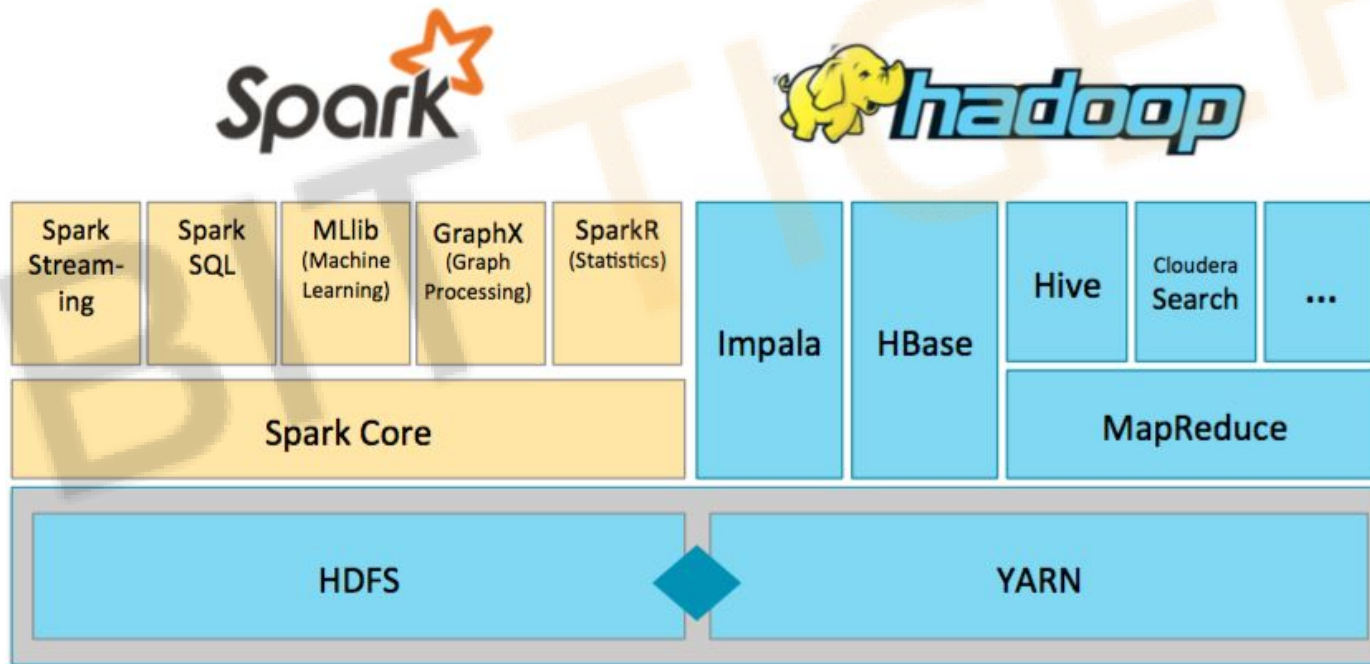 Spark
hadoop
BIT TIGER
Spark
Stream-
ing
Spark
SQL
MLlib
(Machine
Learning)
GraphX
(Graph
Processing)
SparkR
(Statistics)
Impala
HBase
Hive
Cloudera
Search
...
Spark Core
MapReduce
HDFS
YARN